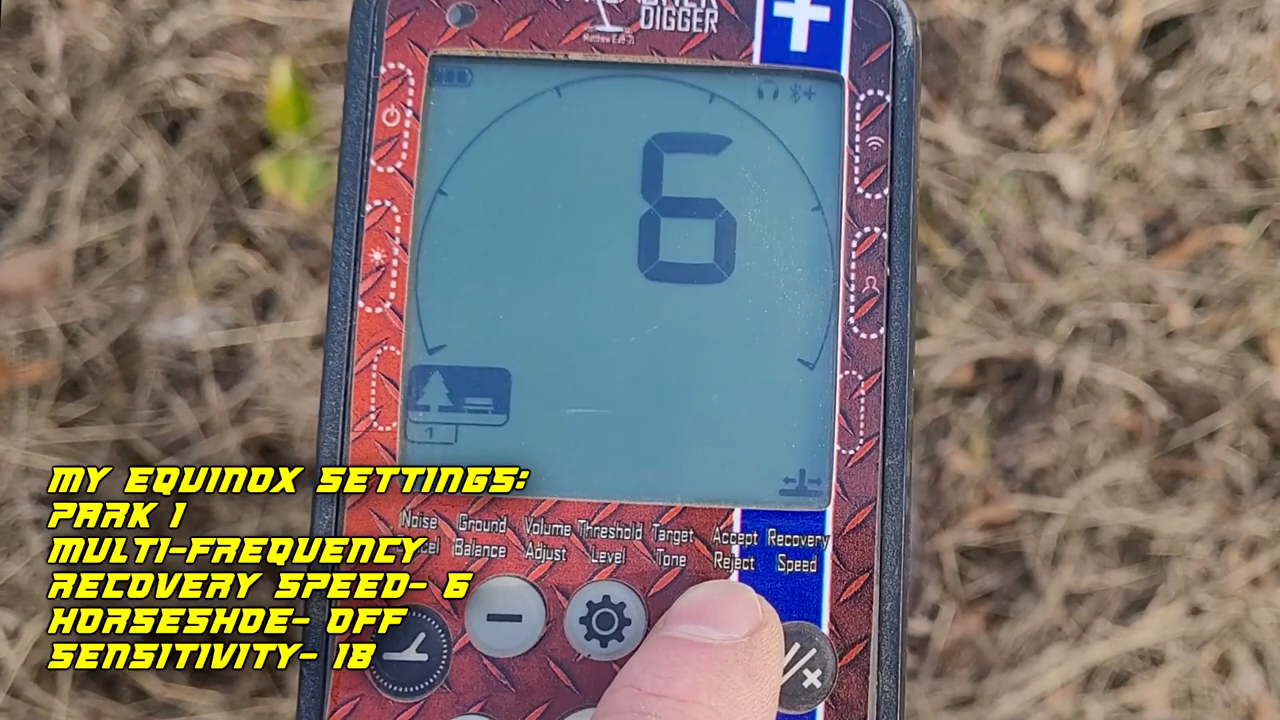 DIGGER
6
1
Noise Ground Volume Threshold Target Accept Recovery
Balance Adjust Level Tone Reject Speed
MY EQUINOX SETTINGS:
PARK 1
MULTI-FREQUENCY
RECOVERY SPEED- 6
HORSESHOE- OFF
SENSITIVITY- 18